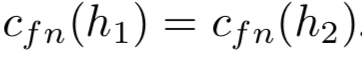 c_{fn}(h_1) = c_{fn}(h_2).